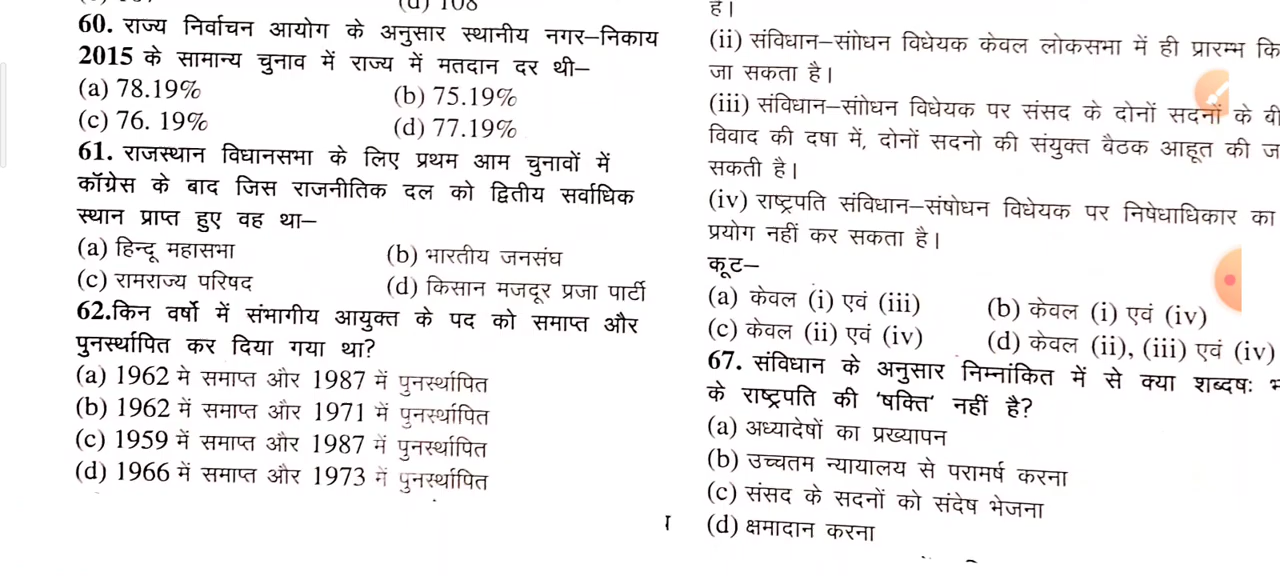 (d) 108
60. राज्य निर्वाचन आयोग के अनुसार स्थानीय नगर–निकाय
2015 के सामान्य चुनाव में राज्य में मतदान दर थी–
(a) 78.19% (b) 75.19%
(c) 76. 19% (d) 77.19%
61. राजस्थान विधानसभा के लिए प्रथम आम चुनावों में
कॉग्रेस के बाद जिस राजनीतिक दल को द्वितीय सर्वाधिक
स्थान प्राप्त हुए वह था–
(a) हिन्दू महासभा (b) भारतीय जनसंघ
(c) रामराज्य परिषद (d) किसान मजदूर प्रजा पार्टी
62.किन वर्षो में संभागीय आयुक्त के पद को समाप्त और
पुनर्स्थापित कर दिया गया था?
(a) 1962 मे समाप्त और 1987 में पुनर्स्थापित
(b) 1962 में समाप्त और 1971 में पुनर्स्थापित
(c) 1959 में समाप्त और 1987 में पुनर्स्थापित
(d) 1966 में समाप्त और 1973 में पुनर्स्थापित
है।
(ii) संविधान–सांोधन विधेयक केवल लोकसभा में ही प्रारम्भ कि
जा सकता है।
(iii) संविधान–सांोधन विधेयक पर संसद के दोनों सदनों के बी
विवाद की दषा में, दोनों सदनो की संयुक्त बैठक आहूत की ज
सकती है।
(iv) राष्ट्रपति संविधान–संषोधन विधेयक पर निषेधाधिकार का
प्रयोग नहीं कर सकता है।
कूट–
(a) केवल (i) एवं (iii) (b) केवल (i) एवं (iv)
(c) केवल (ii) एवं (iv) (d) केवल (ii), (iii) एवं (iv)
67. संविधान के अनुसार निम्नांकित में से क्या शब्दषः
के राष्ट्रपति की 'षक्ति' नहीं है?
(a) अध्यादेषों का प्रख्यापन
(b) उच्चतम न्यायालय से परामर्ष करना
(c) संसद के सदनों को संदेष भेजना
(d) क्षमादान करना